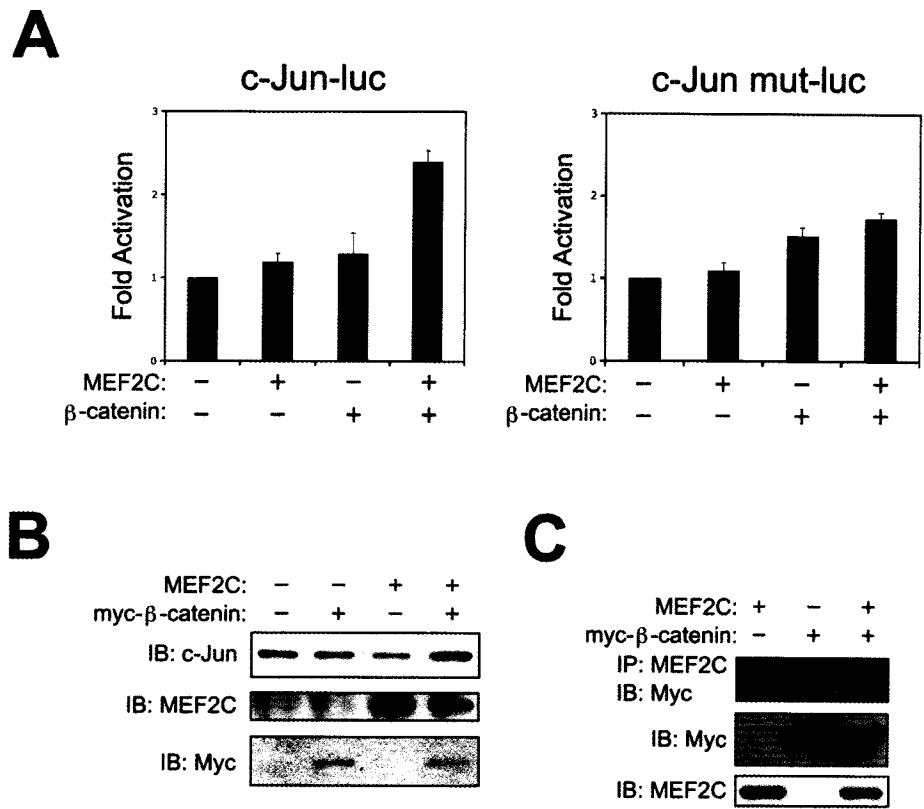 A
c-Jun-luc
c-Jun mut-luc
Fold Activation
3
2
1
0
MEF2C: – + – +
β-catenin: – – + +
Fold Activation
3
2
1
0
MEF2C: – + – +
β-catenin: – – + +
B
MEF2C: – – + +
myc-β-catenin: – + – +
IB: c-Jun
IB: MEF2C
IB: Myc
C
MEF2C: + – +
myc-β-catenin: – + +
IP: MEF2C
IB: Myc
IB: Myc
IB: MEF2C